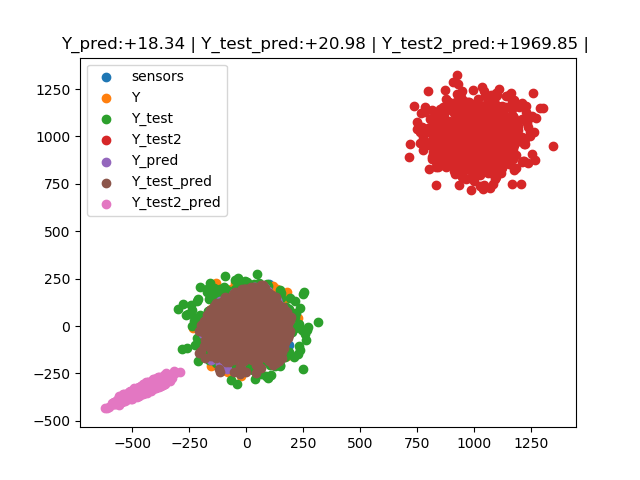 Y_pred:+18.34 | Y_test_pred:+20.98 | Y_test2_pred:+1969.85 |
sensors
Y
Y_test
Y_test2
Y_pred
Y_test_pred
Y_test2_pred
1250
1000
750
500
250
0
−250
−500
−500 −250 0 250 500 750 1000 1250